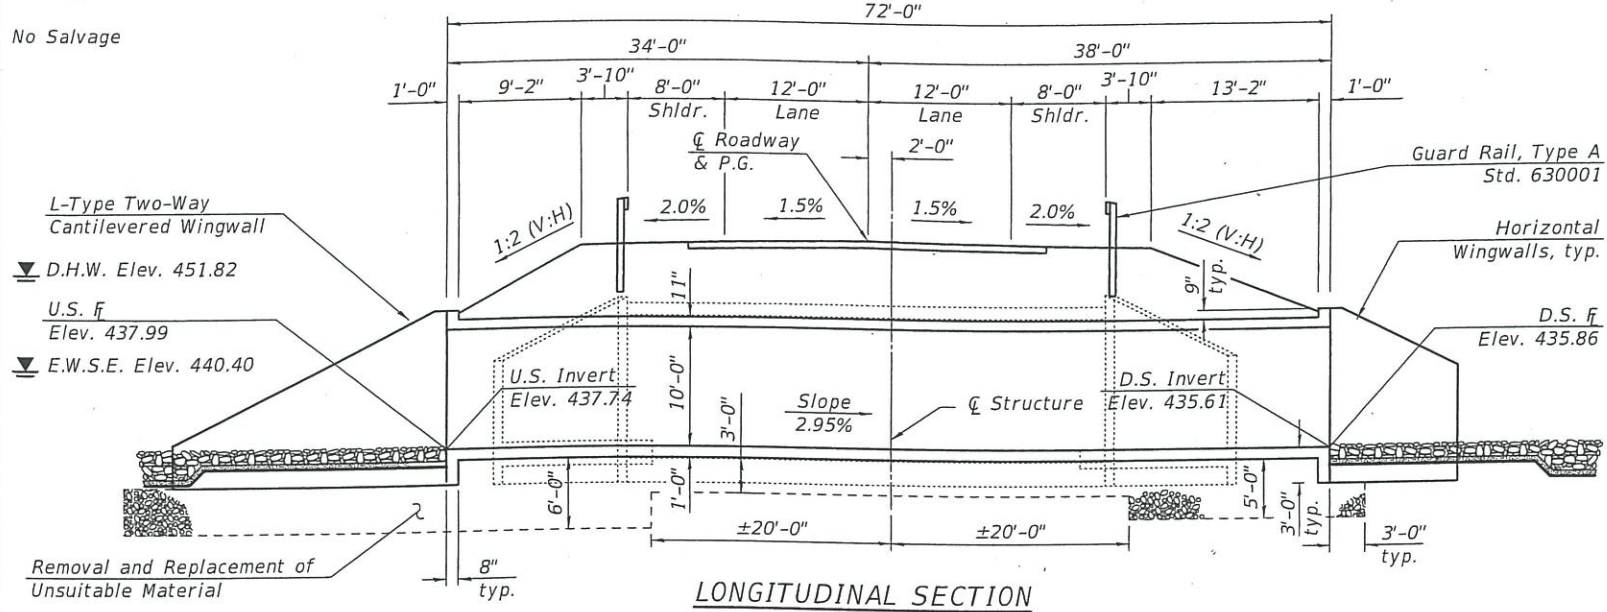 72'-0"
No Salvage
34'-0"
38'-0"
1'-0"
9'-2"
3'-10"
8'-0"
Shldr.
12'-0"
Lane
12'-0"
Lane
8'-0"
Shldr.
3'-10"
13'-2"
1'-0"
℄ Roadway
& P.G.
2'-0"
Guard Rail, Type A
Std. 630001
L-Type Two-Way
Cantilevered Wingwall
1:2 (V:H)
2.0%
1.5%
1.5%
2.0%
1:2 (V:H)
Horizontal
Wingwalls, typ.
D.H.W. Elev. 451.82
11"
9"
typ.
U.S. FL
Elev. 437.99
D.S. FL
Elev. 435.86
E.W.S.E. Elev. 440.40
U.S. Invert
Elev. 437.74
10'-0"
3'-0"
Slope
2.95%
℄ Structure
D.S. Invert
Elev. 435.61
6'-0"
1'-0"
5'-0"
3'-0"
typ.
±20'-0"
±20'-0"
3'-0"
typ.
Removal and Replacement of
Unsuitable Material
8"
typ.
LONGITUDINAL SECTION